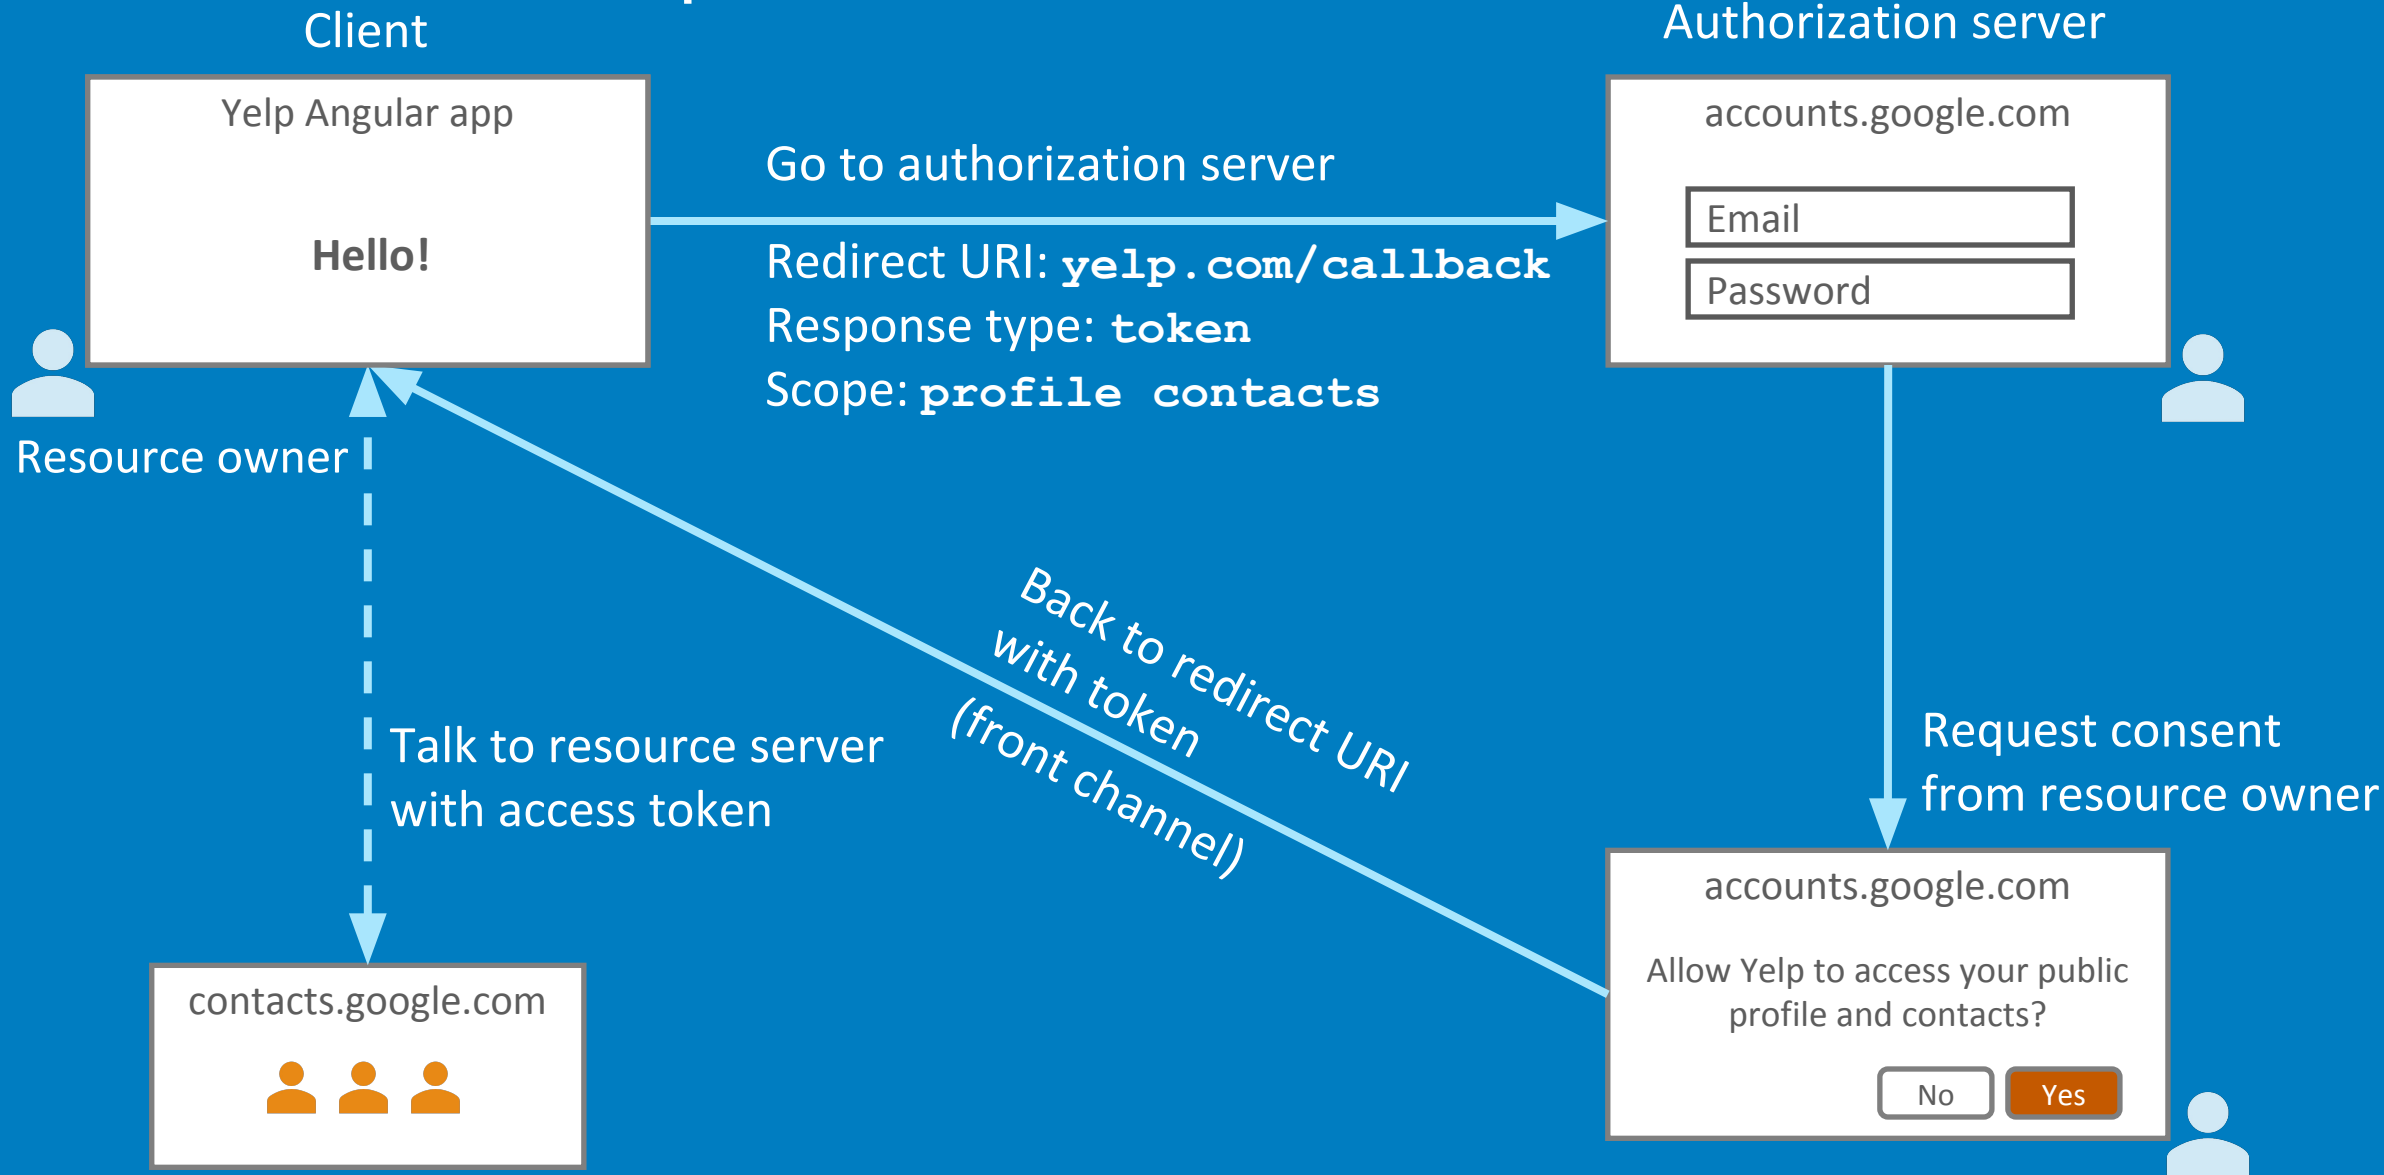 Client
Authorization server
Yelp Angular app
Hello!
Go to authorization server
Redirect URI: yelp.com/callback
Response type: token
Scope: profile contacts
accounts.google.com
Email
Password
Resource owner
Back to redirect URI
with token
(front channel)
Talk to resource server
with access token
Request consent
from resource owner
contacts.google.com
accounts.google.com
Allow Yelp to access your public
profile and contacts?
No
Yes